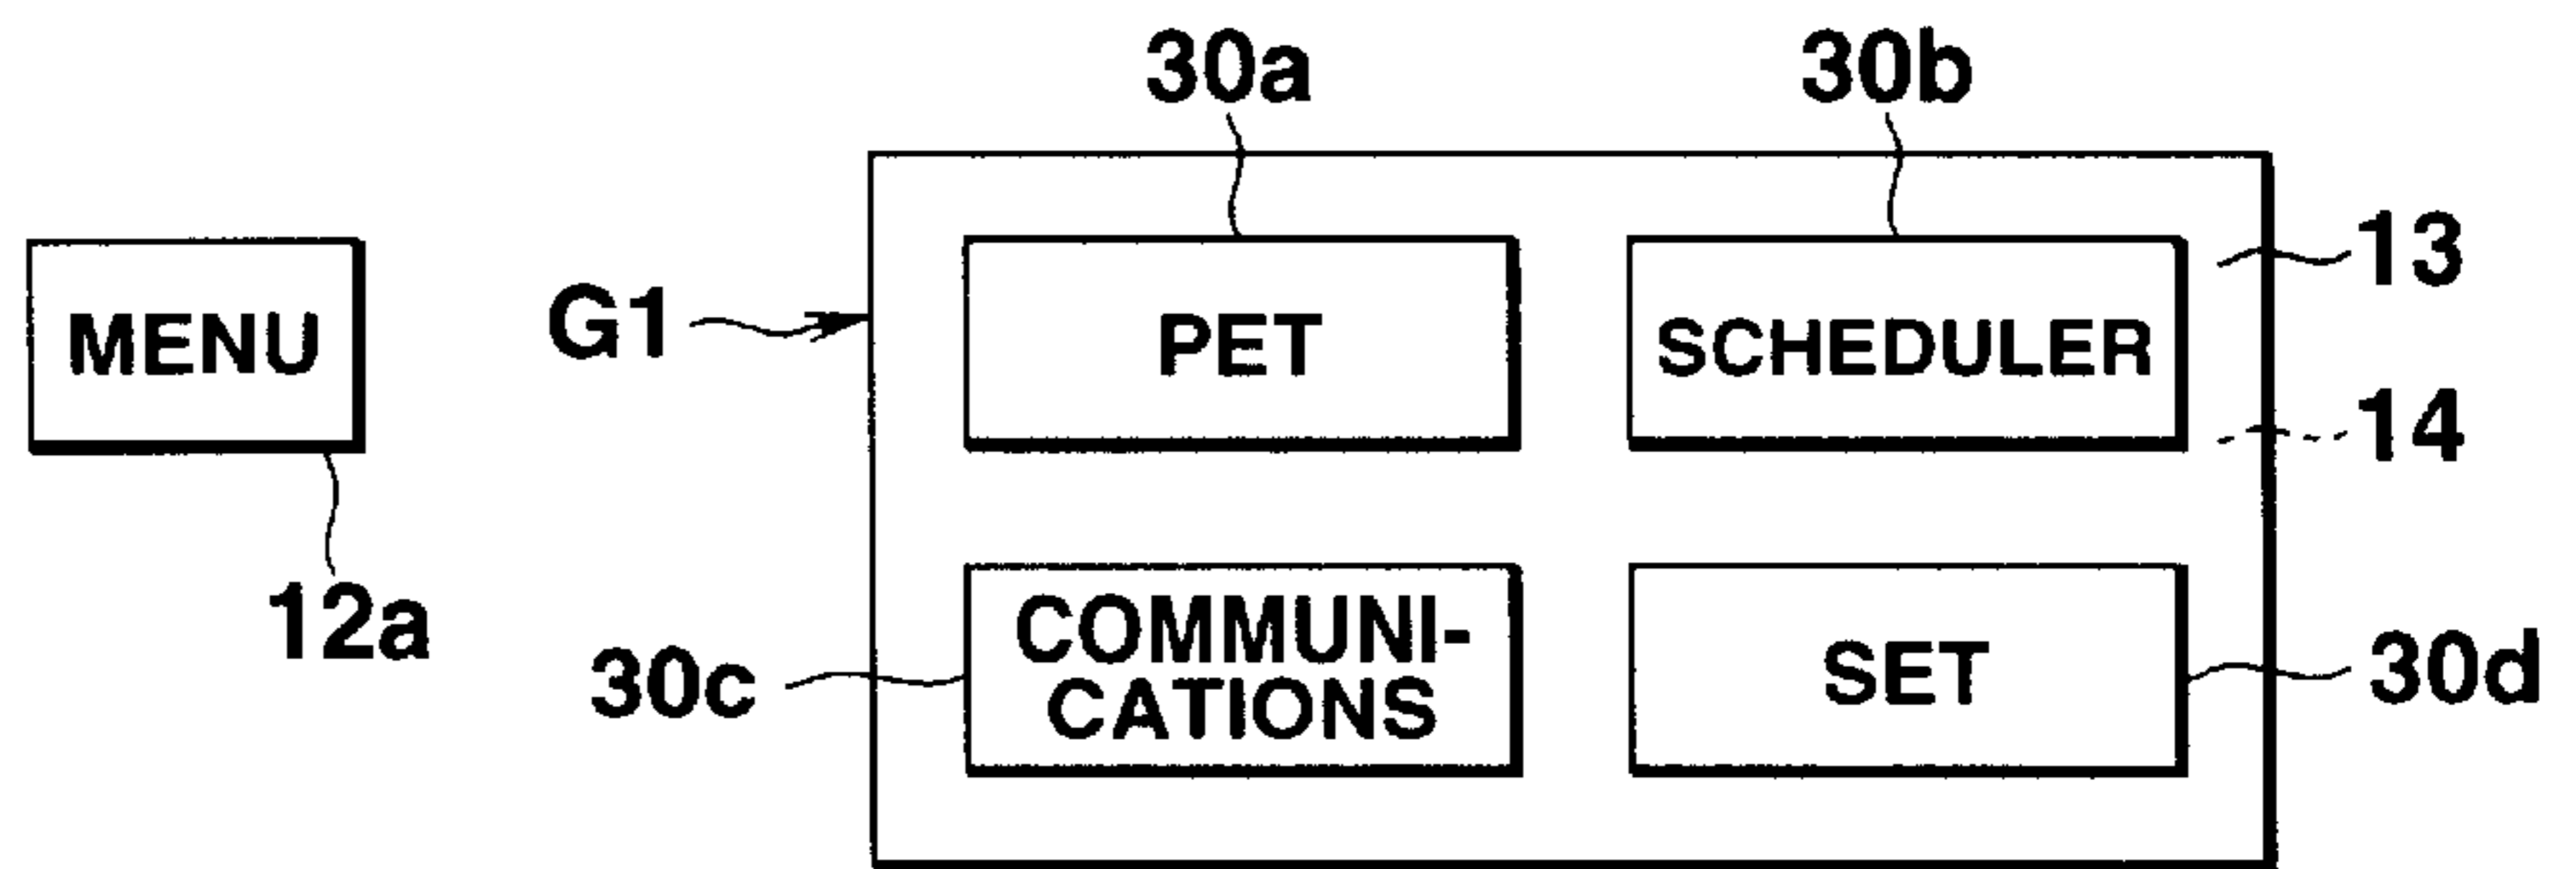 30a
30b
13
MENU
G1
PET
SCHEDULER
14
12a
30c
COMMUNI-
CATIONS
SET
30d